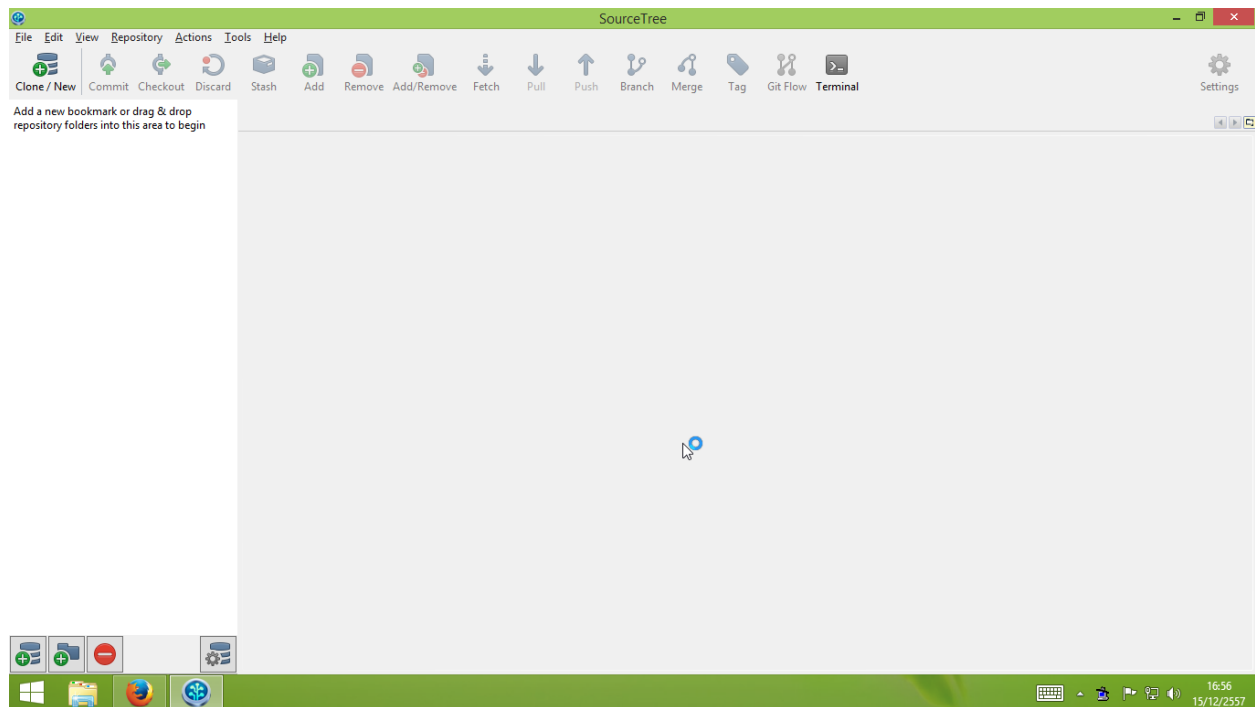 SourceTree
File Edit View Repository Actions Tools Help
Clone / New Commit Checkout Discard Stash Add Remove Add/Remove Fetch Pull Push Branch Merge Tag Git Flow Terminal Settings
Add a new bookmark or drag & drop
repository folders into this area to begin
16:56
15/12/2557